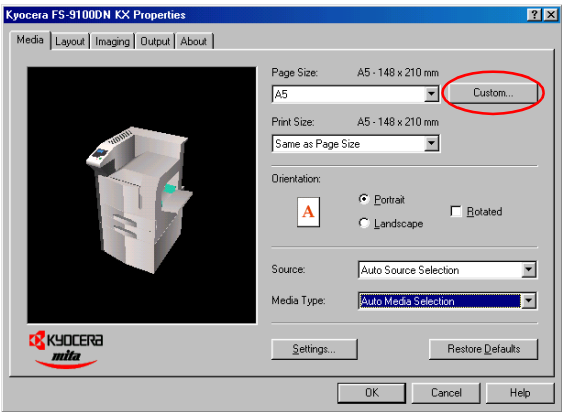 Kyocera FS-9100DN KX Properties
Media Layout Imaging Output About
Page Size: A5 - 148 x 210 mm
A5 Custom...
Print Size: A5 - 148 x 210 mm
Same as Page Size
Orientation:
A Portrait Rotated
Landscape
Source: Auto Source Selection
Media Type: Auto Media Selection
KYOCERA
mita
Settings... Restore Defaults
OK Cancel Help